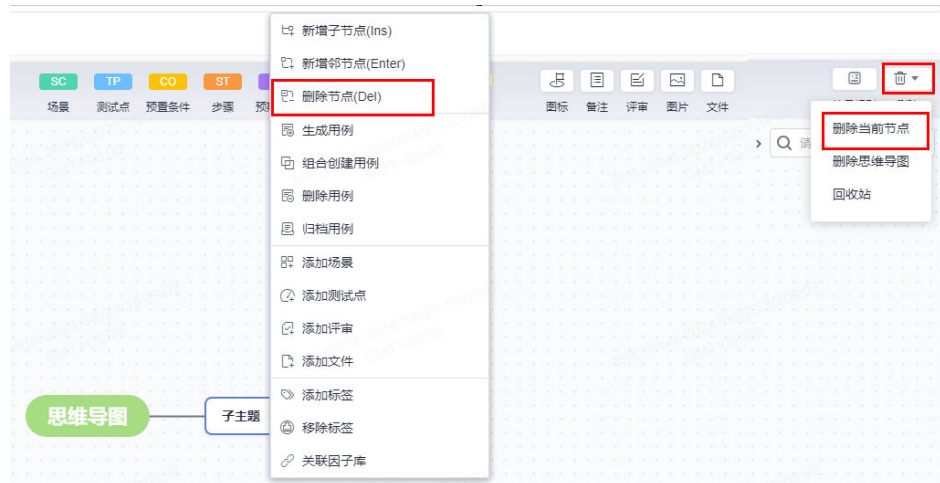 SC TP CO ST
场景 测试点 预置条件 步骤 图标 备注 评审 图片 文件
新增子节点(Ins)
新增邻节点(Enter)
删除节点(Del)
生成用例
组合创建用例
删除用例
归档用例
添加场景
添加测试点
添加评审
添加文件
添加标签
移除标签
关联因子库
删除当前节点
删除思维导图
回收站
思维导图
子主题